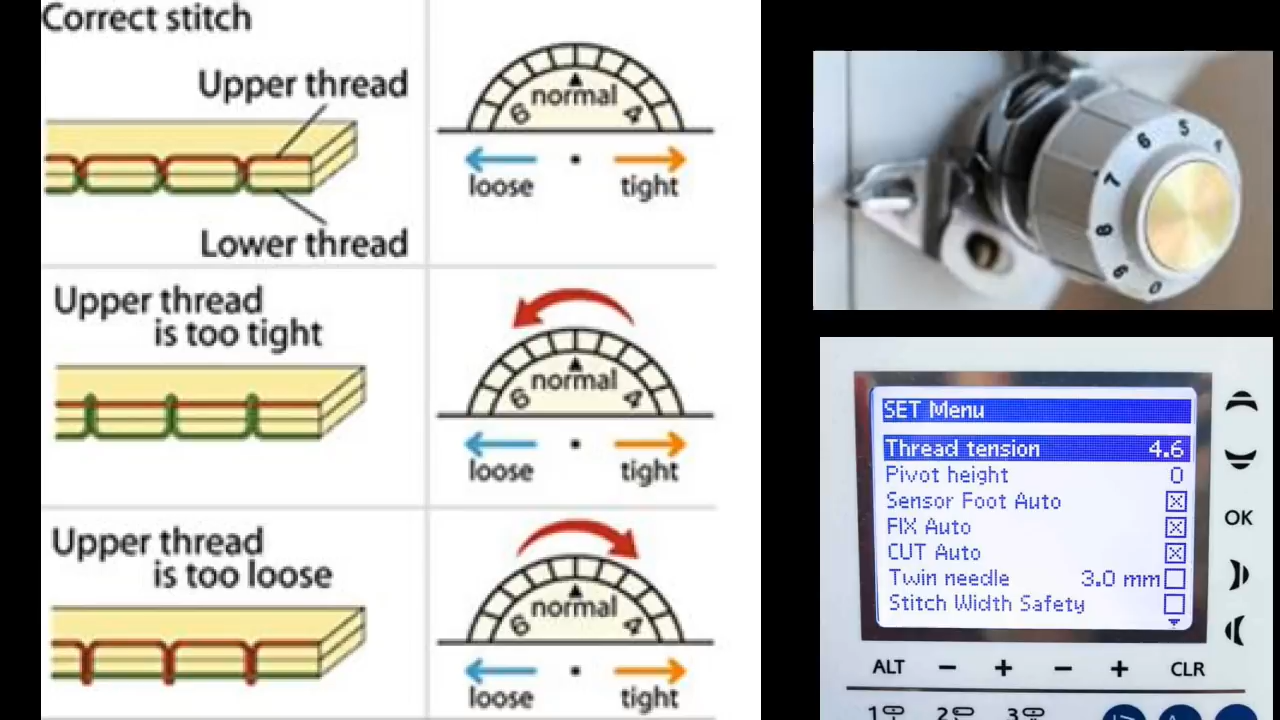 Correct stitch
Upper thread
Lower thread
normal
6 4
loose tight
Upper thread
is too tight
normal
6 4
loose tight
Upper thread
is too loose
normal
6 4
loose tight
6 5
7
8
9
0
SET Menu
Thread tension 4.6
Pivot height 0
Sensor Foot Auto
FIX Auto
CUT Auto
Twin needle 3.0 mm
Stitch Width Safety
OK
ALT − + − + CLR
1 2 3